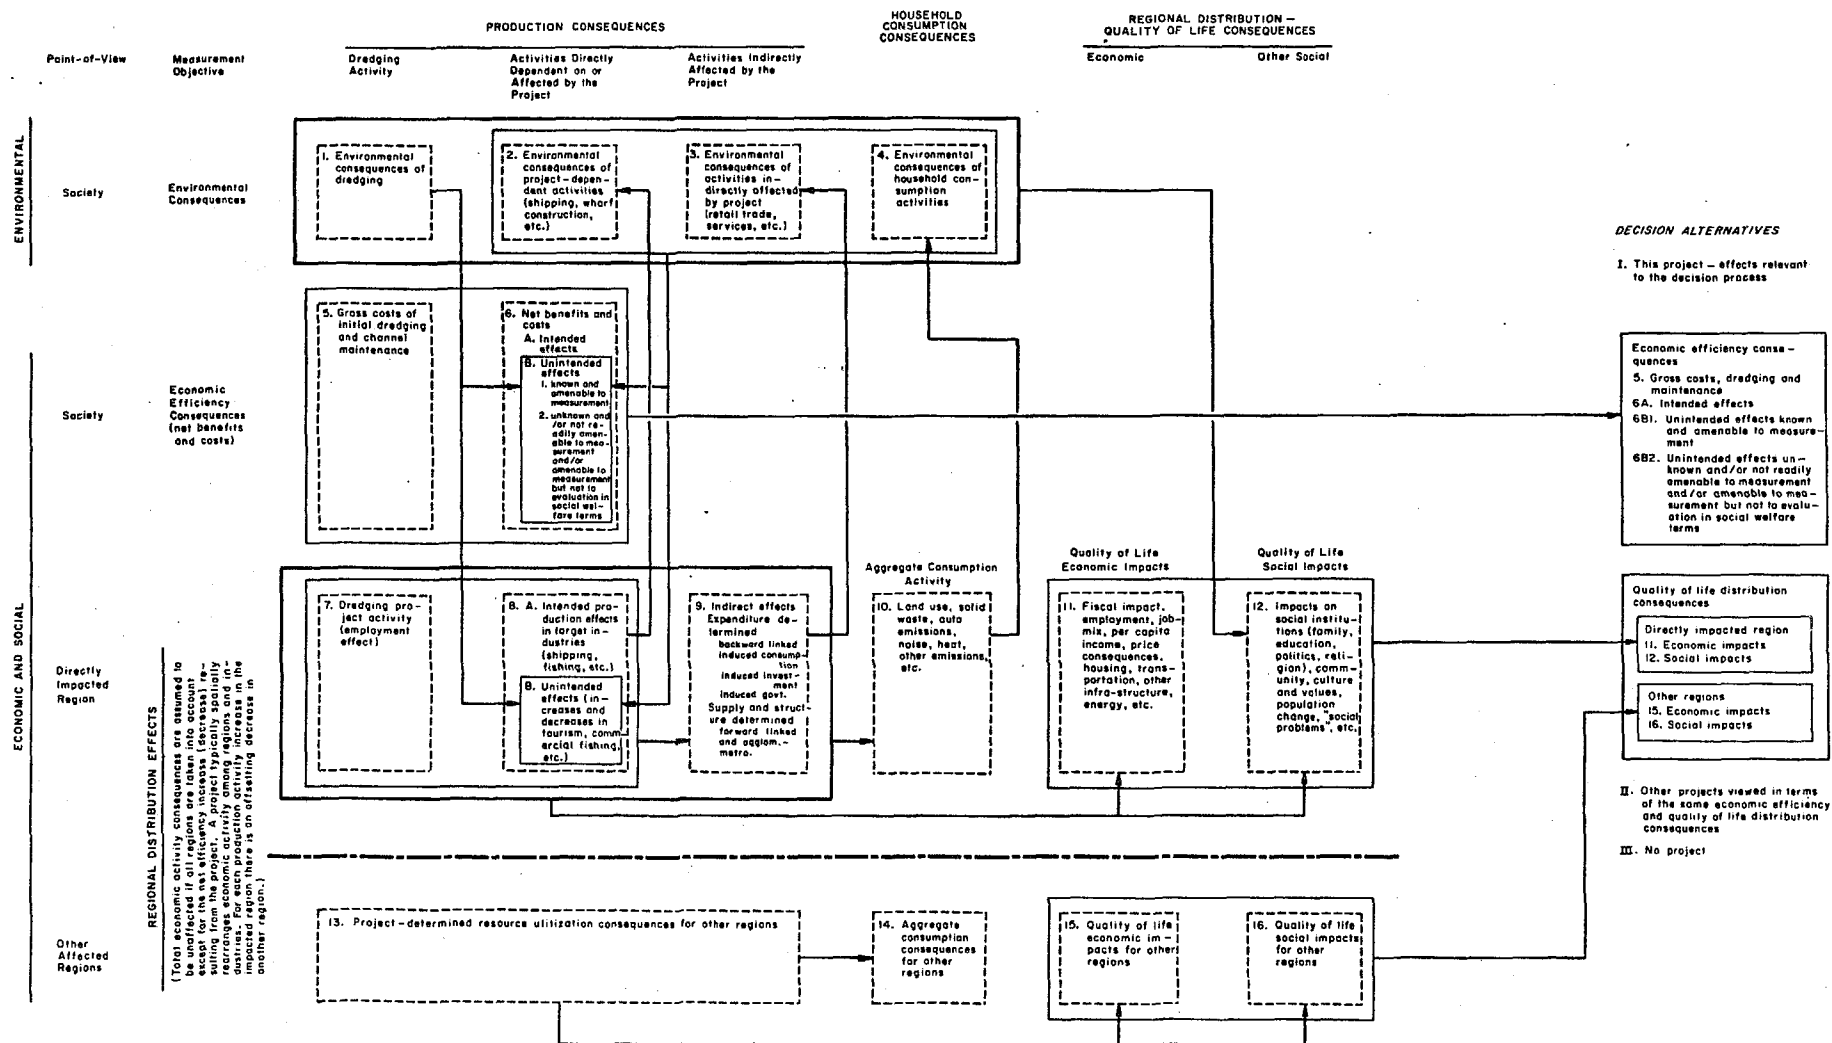 PRODUCTION CONSEQUENCES
HOUSEHOLD
CONSUMPTION
CONSEQUENCES
REGIONAL DISTRIBUTION –
QUALITY OF LIFE CONSEQUENCES
Point-of-View
Measurement
Objective
Dredging
Activity
Activities Directly
Dependent on or
Affected by the
Project
Activities Indirectly
Affected by the
Project
Economic
Other Social
ENVIRONMENTAL
Society
Environmental
Consequences
1. Environmental
consequences of
dredging
2. Environmental
consequences of
project-depen-
dent activities
(shipping, wharf
construction,
etc.)
3. Environmental
consequences of
activities in-
directly affected
by project
(retail trade,
services, etc.)
4. Environmental
consequences of
household con-
sumption
activities
DECISION ALTERNATIVES
I. This project – effects relevant
to the decision process
ECONOMIC AND SOCIAL
Society
Economic
Efficiency
Consequences
(net benefits
and costs)
5. Gross costs of
initial dredging
and channel
maintenance
6. Net benefits and
costs
A. Intended
effects
B. Unintended
effects
1. known and
amenable to
measurement
2. unknown and
/or not re-
adily amen-
able to mea-
surement
and/or
amenable to
measurement
but not to
evaluation in
social wel-
fare terms
Economic efficiency conse-
quences
5. Gross costs, dredging and
maintenance
6A. Intended effects
6B1. Unintended effects known
and amenable to measure-
ment
6B2. Unintended effects un-
known and/or not readily
amenable to measurement
and/or amenable to mea-
surement but not to evalu-
ation in social welfare
terms
Directly
Impacted
Region
REGIONAL DISTRIBUTION EFFECTS
(Total economic activity consequences are assumed to
be unaffected if all regions are taken into account
except for the net efficiency increase (decrease) re-
sulting from the project. A project typically spatially
rearranges economic activity among regions and in-
dustries. For each production activity increase in the
impacted region there is an offsetting decrease in
another region.)
7. Dredging pro-
ject activity
(employment
effect)
8. A. Intended pro-
duction effects
in target in-
dustries
(shipping,
fishing, etc.)
B. Unintended
effects (in-
creases and
decreases in
tourism, comm
ercial fishing,
etc.)
9. Indirect effects
Expenditure de-
termined
backward linked
induced consump-
tion
induced invest-
ment
induced govt.
Supply and struct-
ure determined
forward linked
and agglom.-
metro.
Aggregate Consumption
Activity
10. Land use, solid
waste, auto
emissions,
noise, heat,
other emissions,
etc.
Quality of Life
Economic Impacts
11. Fiscal impact,
employment, job-
mix, per capita
income, price
consequences,
housing, trans-
portation, other
infra-structure,
energy, etc.
Quality of Life
Social Impacts
12. Impacts on
social institu-
tions (family,
education,
politics, reli-
gion), comm-
unity, culture
and values,
population
change, "social
problems", etc.
Quality of life distribution
consequences
Directly impacted region
11. Economic impacts
12. Social impacts
Other regions
15. Economic impacts
16. Social impacts
II. Other projects viewed in terms
of the same economic efficiency
and quality of life distribution
consequences
III. No project
Other
Affected
Regions
13. Project-determined resource utilization consequences for other regions
14. Aggregate
consumption
consequences
for other
regions
15. Quality of life
economic im-
pacts for other
regions
16. Quality of life
social impacts
for other
regions